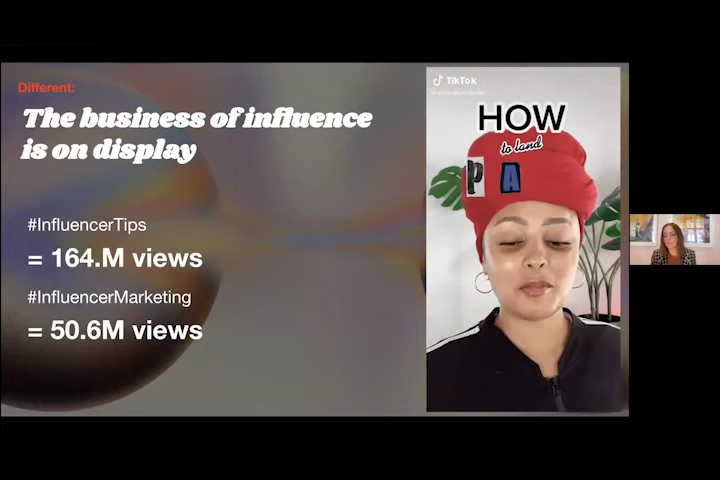 Different:
The business of influence
is on display
#InfluencerTips
= 164.M views
#InfluencerMarketing
= 50.6M views
TikTok
HOW
to land
P A